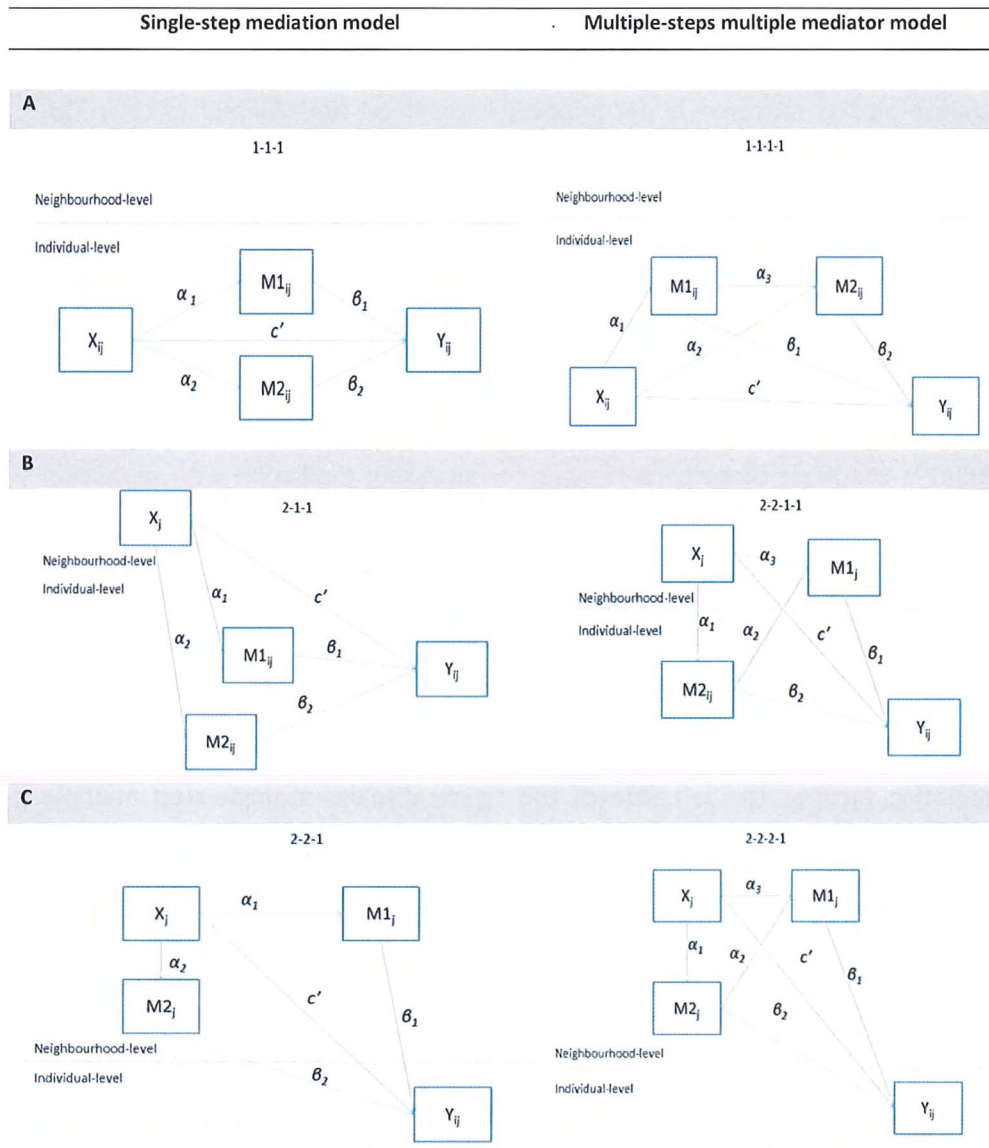 Single-step mediation model
Multiple-steps multiple mediator model
A
1-1-1
Neighbourhood-level
Individual-level
M1ij
α1
β1
Xij
c'
Yij
α2
β2
M2ij
1-1-1-1
Neighbourhood-level
Individual-level
M1ij
α3
M2ij
α1
α2
β1
β2
Xij
c'
Yij
B
2-1-1
Xj
Neighbourhood-level
Individual-level
α1
c'
α2
M1ij
β1
Yij
β2
M2ij
2-2-1-1
Xj
α3
M1j
Neighbourhood-level
Individual-level
α1
α2
c'
β1
M2ij
β2
Yij
C
2-2-1
Xj
α1
M1j
α2
M2j
c'
β1
Neighbourhood-level
Individual-level
β2
Yij
2-2-2-1
Xj
α3
M1j
α1
α2
c'
β1
M2j
β2
Neighbourhood-level
Individual-level
Yij